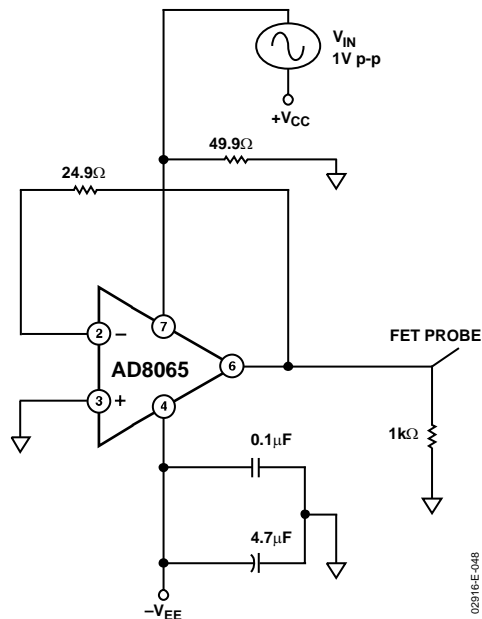 V_IN
1V p-p
+V_CC
49.9Ω
24.9Ω
7
2
−
FET PROBE
AD8065
6
3
+
4
1kΩ
0.1μF
4.7μF
−V_EE
02916-E-048